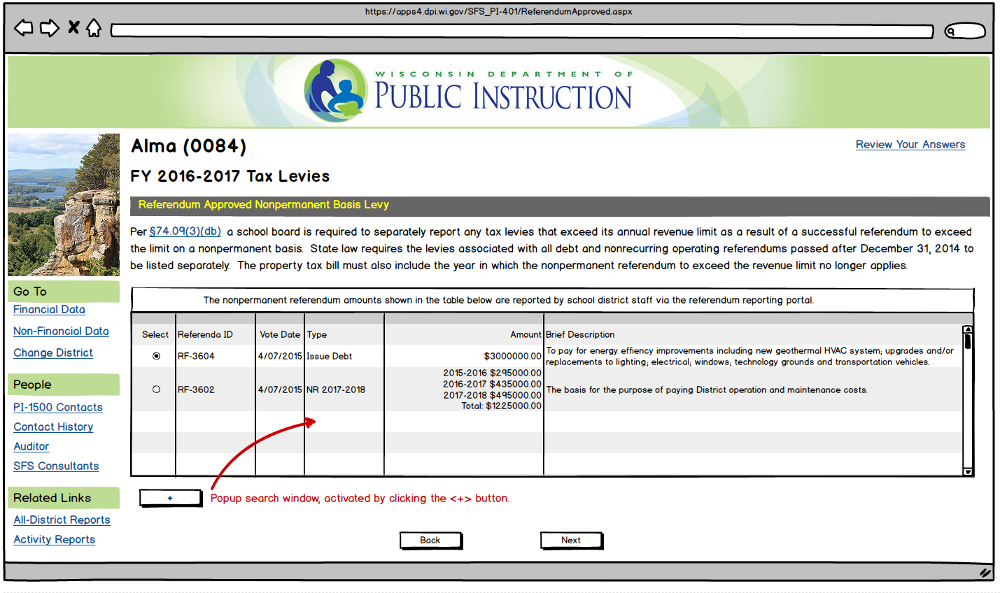 https://apps4.dpi.wi.gov/SFS_PI-401/ReferendumApproved.aspx
WISCONSIN DEPARTMENT OF
PUBLIC INSTRUCTION
Alma (0084)
Review Your Answers
FY 2016-2017 Tax Levies
Referendum Approved Nonpermanent Basis Levy
Per §74.09(3)(db) a school board is required to separately report any tax levies that exceed its annual revenue limit as a result of a successful referendum to exceed
the limit on a nonpermanent basis. State law requires the levies associated with all debt and nonrecurring operating referendums passed after December 31, 2014 to
be listed separately. The property tax bill must also include the year in which the nonpermanent referendum to exceed the revenue limit no longer applies.
Go To
Financial Data
Non-Financial Data
Change District
People
PI-1500 Contacts
Contact History
Auditor
SFS Consultants
Related Links
All-District Reports
Activity Reports
The nonpermanent referendum amounts shown in the table below are reported by school district staff via the referendum reporting portal.
Select Referenda ID Vote Date Type Amount Brief Description
RF-3604 4/07/2015 Issue Debt $3000000.00 To pay for energy effiency improvements including new geothermal HVAC system; upgrades and/or
replacements to lighting; electrical; windows; technology grounds and transportation vehicles.
2015-2016 $295000.00
2016-2017 $435000.00
RF-3602 4/07/2015 NR 2017-2018 The basis for the purpose of paying District operation and maintenance costs.
2017-2018 $495000.00
Total: $1225000.00
+ Popup search window, activated by clicking the <+> button.
Back Next